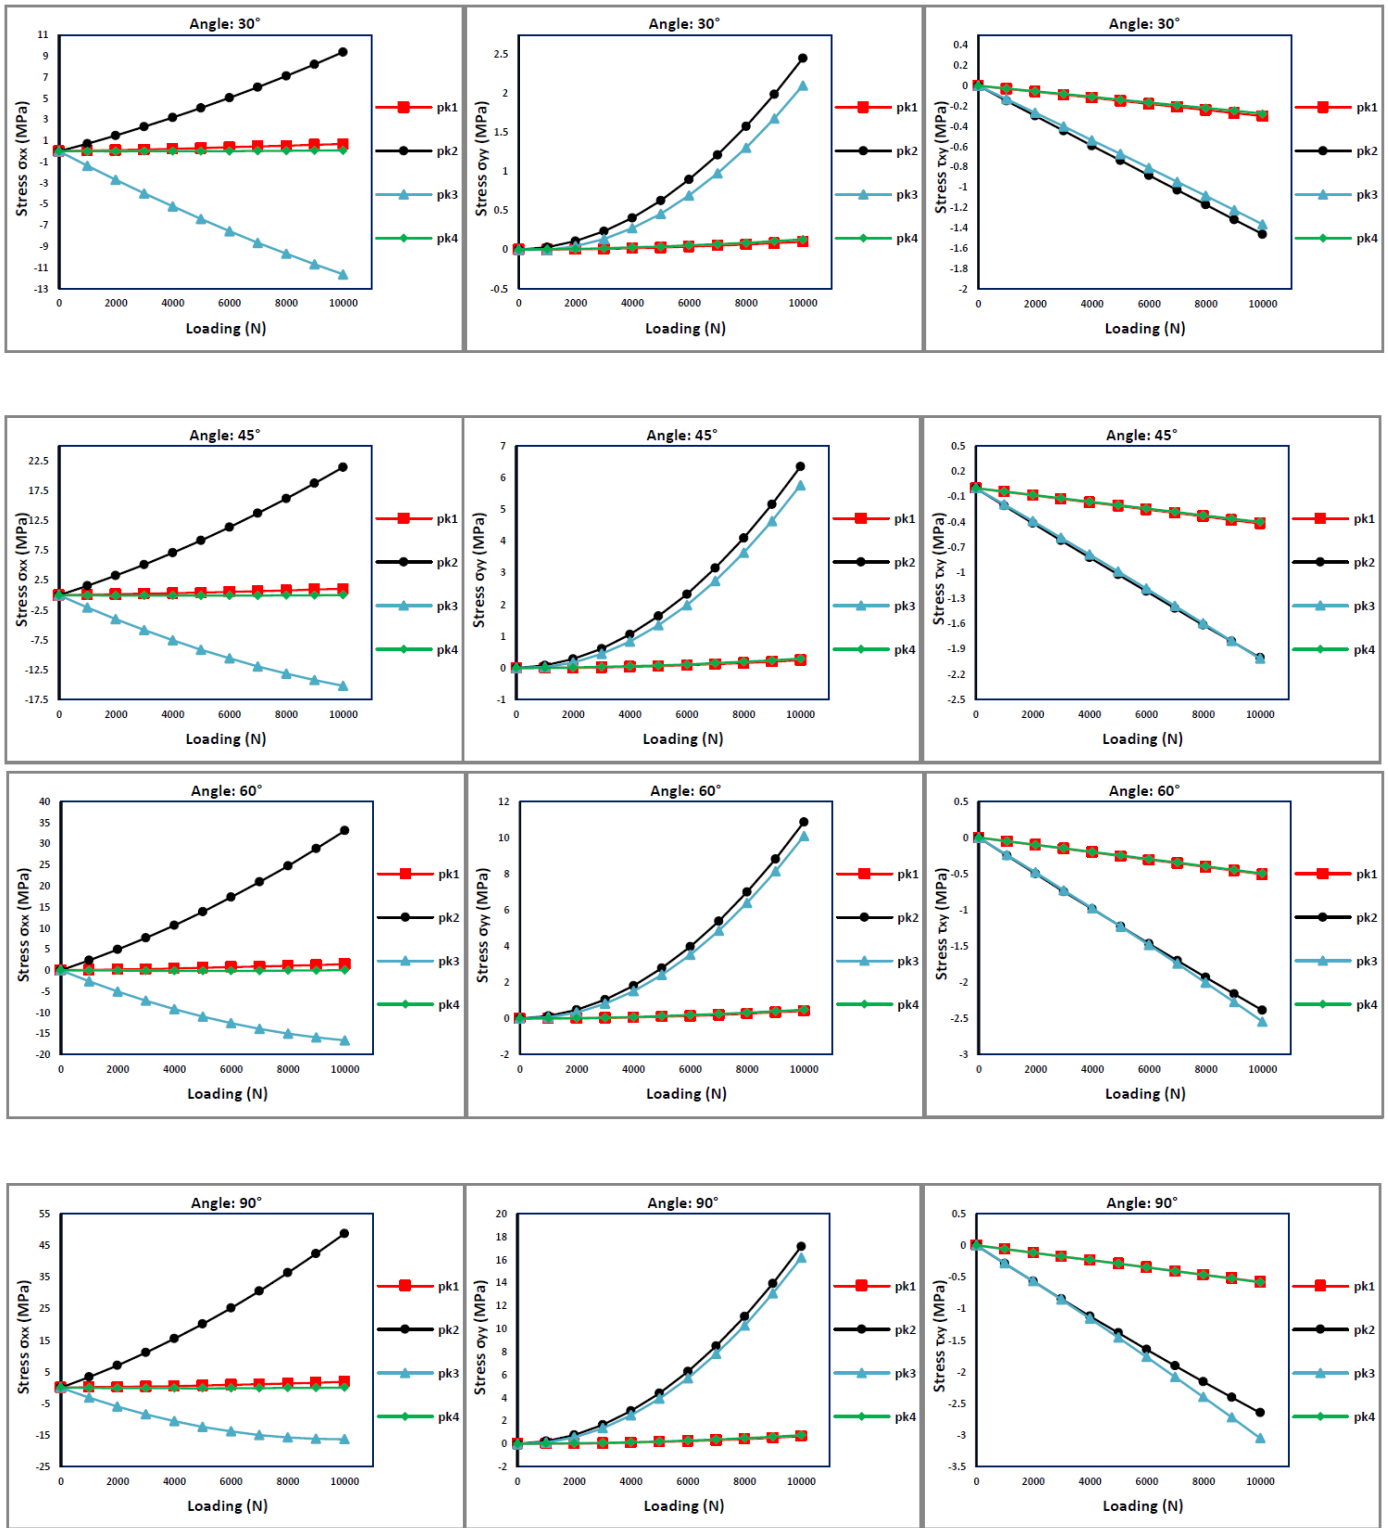 Angle: 30°
Stress σxx (MPa)
11
9
7
5
3
1
-1
-3
-5
-7
-9
-11
-13
0 2000 4000 6000 8000 10000
Loading (N)
pk1
pk2
pk3
pk4
Angle: 30°
Stress σyy (MPa)
2.5
2
1.5
1
0.5
0
-0.5
0 2000 4000 6000 8000 10000
Loading (N)
pk1
pk2
pk3
pk4
Angle: 30°
Stress τxy (MPa)
0.4
0.2
0
-0.2
-0.4
-0.6
-0.8
-1
-1.2
-1.4
-1.6
-1.8
-2
0 2000 4000 6000 8000 10000
Loading (N)
pk1
pk2
pk3
pk4
Angle: 45°
Stress σxx (MPa)
22.5
17.5
12.5
7.5
2.5
-2.5
-7.5
-12.5
-17.5
0 2000 4000 6000 8000 10000
Loading (N)
pk1
pk2
pk3
pk4
Angle: 45°
Stress σyy (MPa)
7
6
5
4
3
2
1
0
-1
0 2000 4000 6000 8000 10000
Loading (N)
pk1
pk2
pk3
pk4
Angle: 45°
Stress τxy (MPa)
0.5
0.2
-0.1
-0.4
-0.7
-1
-1.3
-1.6
-1.9
-2.2
-2.5
0 2000 4000 6000 8000 10000
Loading (N)
pk1
pk2
pk3
pk4
Angle: 60°
Stress σxx (MPa)
40
35
30
25
20
15
10
5
0
-5
-10
-15
-20
0 2000 4000 6000 8000 10000
Loading (N)
pk1
pk2
pk3
pk4
Angle: 60°
Stress σyy (MPa)
12
10
8
6
4
2
0
-2
0 2000 4000 6000 8000 10000
Loading (N)
pk1
pk2
pk3
pk4
Angle: 60°
Stress τxy (MPa)
0.5
0
-0.5
-1
-1.5
-2
-2.5
-3
0 2000 4000 6000 8000 10000
Loading (N)
pk1
pk2
pk3
pk4
Angle: 90°
Stress σxx (MPa)
55
45
35
25
15
5
-5
-15
-25
0 2000 4000 6000 8000 10000
Loading (N)
pk1
pk2
pk3
pk4
Angle: 90°
Stress σyy (MPa)
20
18
16
14
12
10
8
6
4
2
0
-2
0 2000 4000 6000 8000 10000
Loading (N)
pk1
pk2
pk3
pk4
Angle: 90°
Stress τxy (MPa)
0.5
0
-0.5
-1
-1.5
-2
-2.5
-3
-3.5
0 2000 4000 6000 8000 10000
Loading (N)
pk1
pk2
pk3
pk4